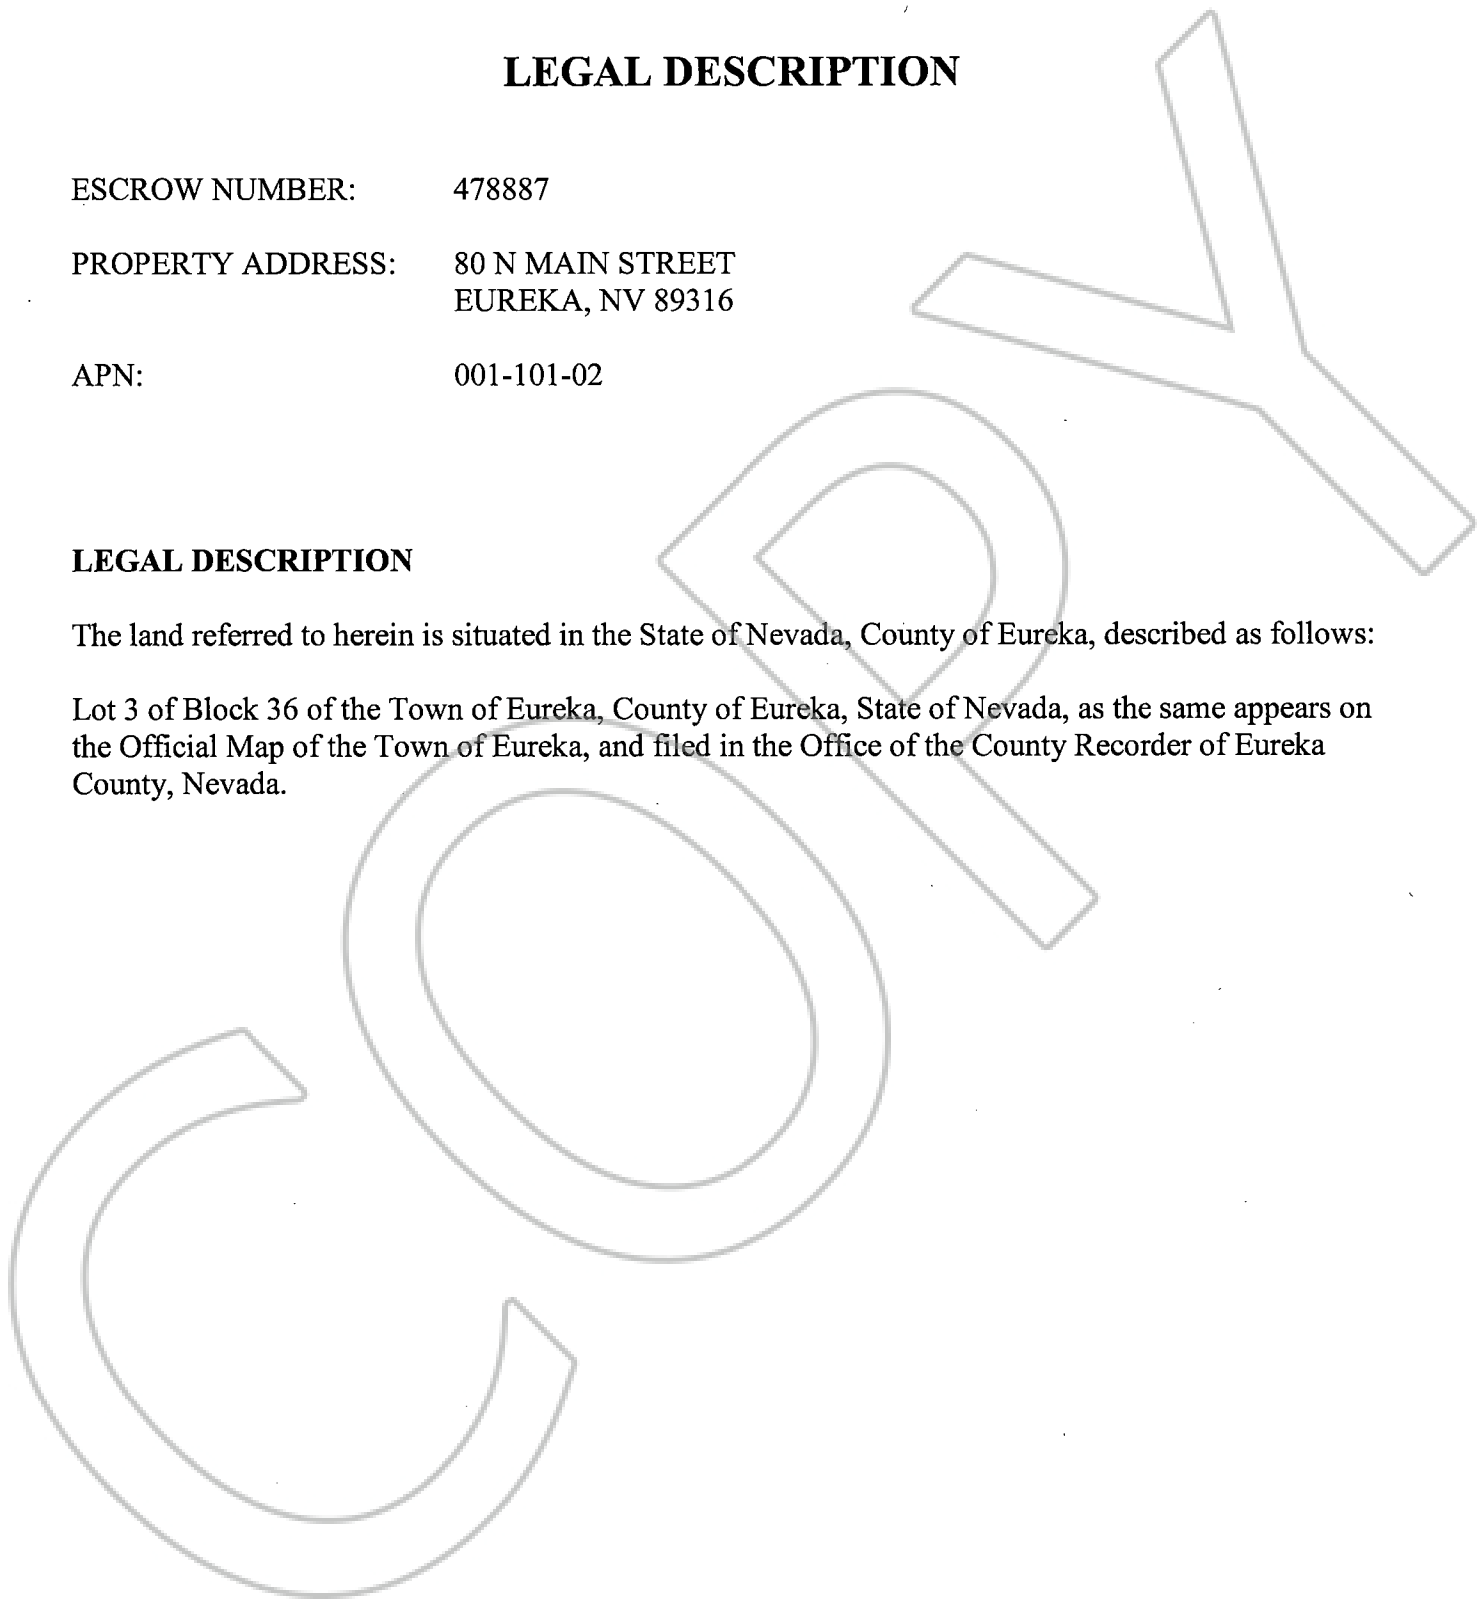 LEGAL DESCRIPTION
ESCROW NUMBER: 478887
PROPERTY ADDRESS: 80 N MAIN STREET
EUREKA, NV 89316
APN: 001-101-02
LEGAL DESCRIPTION
The land referred to herein is situated in the State of Nevada, County of Eureka, described as follows:
Lot 3 of Block 36 of the Town of Eureka, County of Eureka, State of Nevada, as the same appears on
the Official Map of the Town of Eureka, and filed in the Office of the County Recorder of Eureka
County, Nevada.
COPY